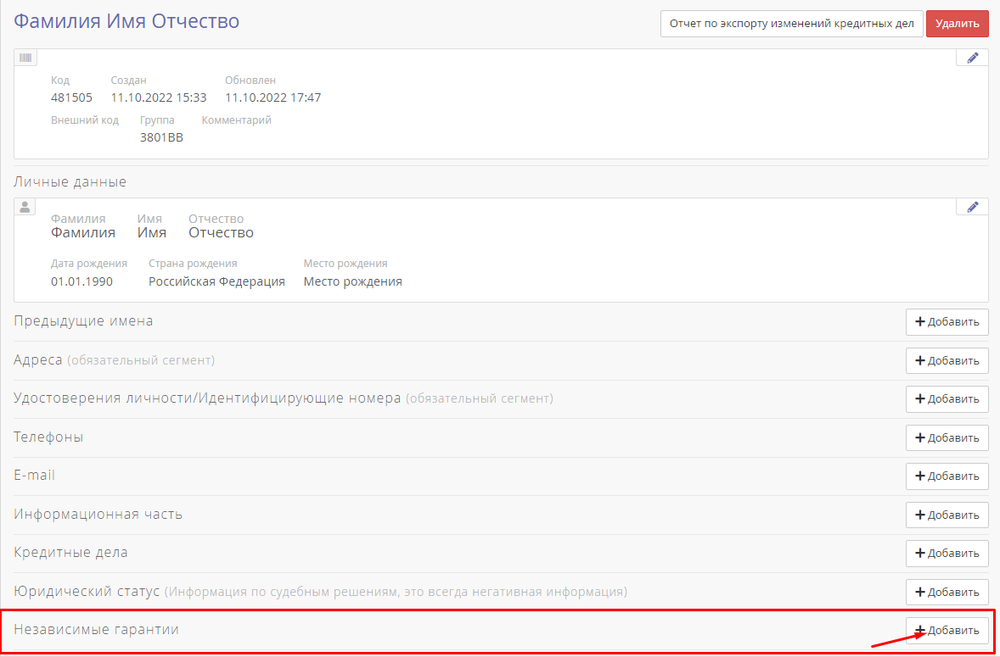 Фамилия Имя Отчество
Отчет по экспорту изменений кредитных дел
Удалить
Код Создан Обновлен
481505 11.10.2022 15:33 11.10.2022 17:47
Внешний код Группа Комментарий
3801BB
Личные данные
Фамилия Имя Отчество
Фамилия Имя Отчество
Дата рождения Страна рождения Место рождения
01.01.1990 Российская Федерация Место рождения
Предыдущие имена Добавить
Адреса (обязательный сегмент) Добавить
Удостоверения личности/Идентифицирующие номера (обязательный сегмент) Добавить
Телефоны Добавить
E-mail Добавить
Информационная часть Добавить
Кредитные дела Добавить
Юридический статус (Информация по судебным решениям, это всегда негативная информация) Добавить
Независимые гарантии Добавить